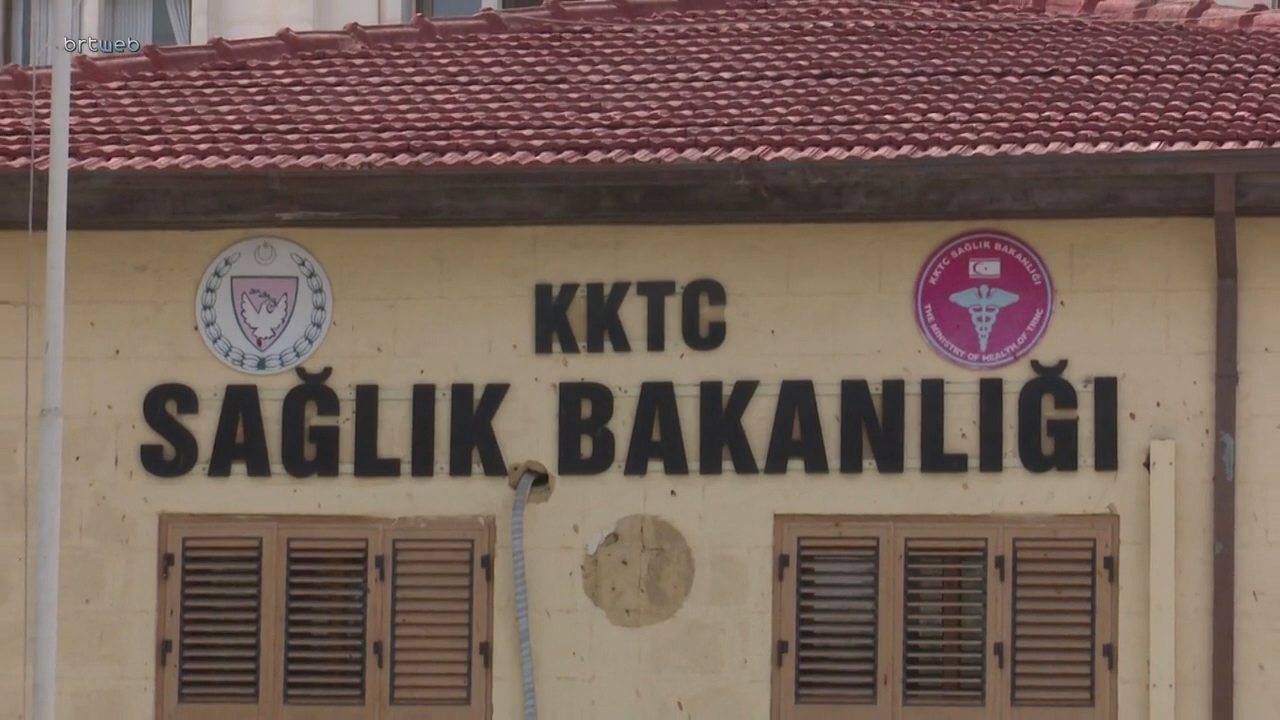 brtweb
KKTC
SAĞLIK BAKANLIĞI
KKTC SAĞLIK BAKANLIĞI
THE MINISTRY OF HEALTH OF TRNC